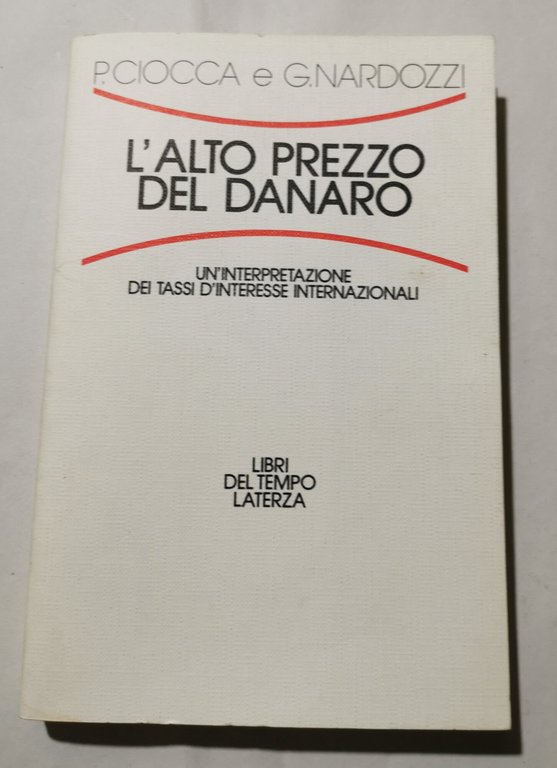 P. CIOCCA e G. NARDOZZI
L'ALTO PREZZO
DEL DANARO
UN'INTERPRETAZIONE
DEI TASSI D'INTERESSE INTERNAZIONALI
LIBRI
DEL TEMPO
LATERZA